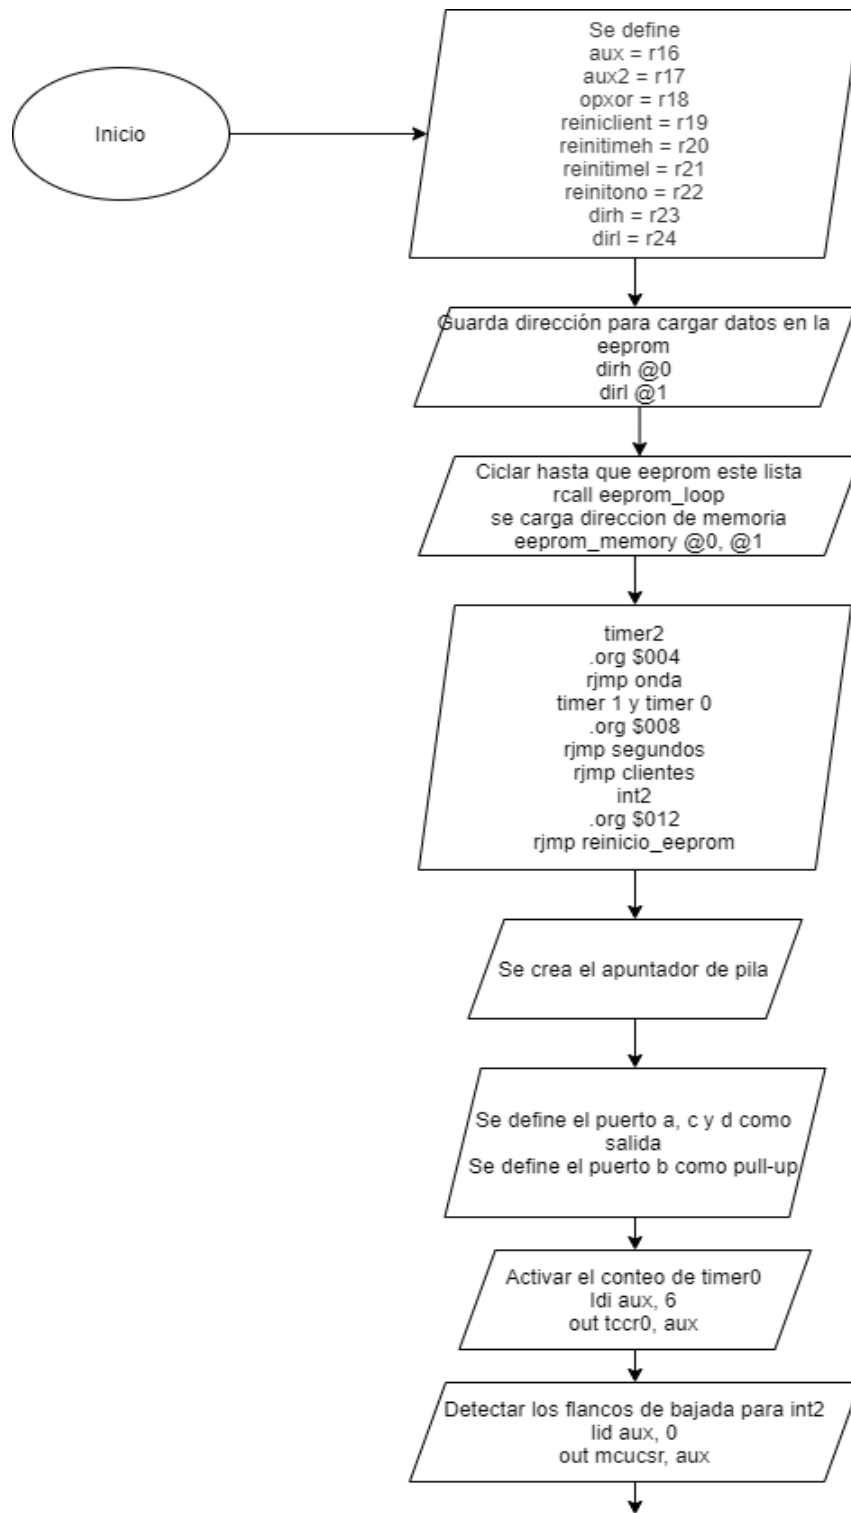 Inicio
Se define
aux = r16
aux2 = r17
opxor = r18
reiniclient = r19
reinitimeh = r20
reinitimel = r21
reinitono = r22
dirh = r23
dirl = r24
Guarda dirección para cargar datos en la
eeprom
dirh @0
dirl @1
Ciclar hasta que eeprom este lista
rcall eeprom_loop
se carga direccion de memoria
eeprom_memory @0, @1
timer2
.org $004
rjmp onda
timer 1 y timer 0
.org $008
rjmp segundos
rjmp clientes
int2
.org $012
rjmp reinicio_eeprom
Se crea el apuntador de pila
Se define el puerto a, c y d como
salida
Se define el puerto b como pull-up
Activar el conteo de timer0
ldi aux, 6
out tccr0, aux
Detectar los flancos de bajada para int2
lid aux, 0
out mcucsr, aux